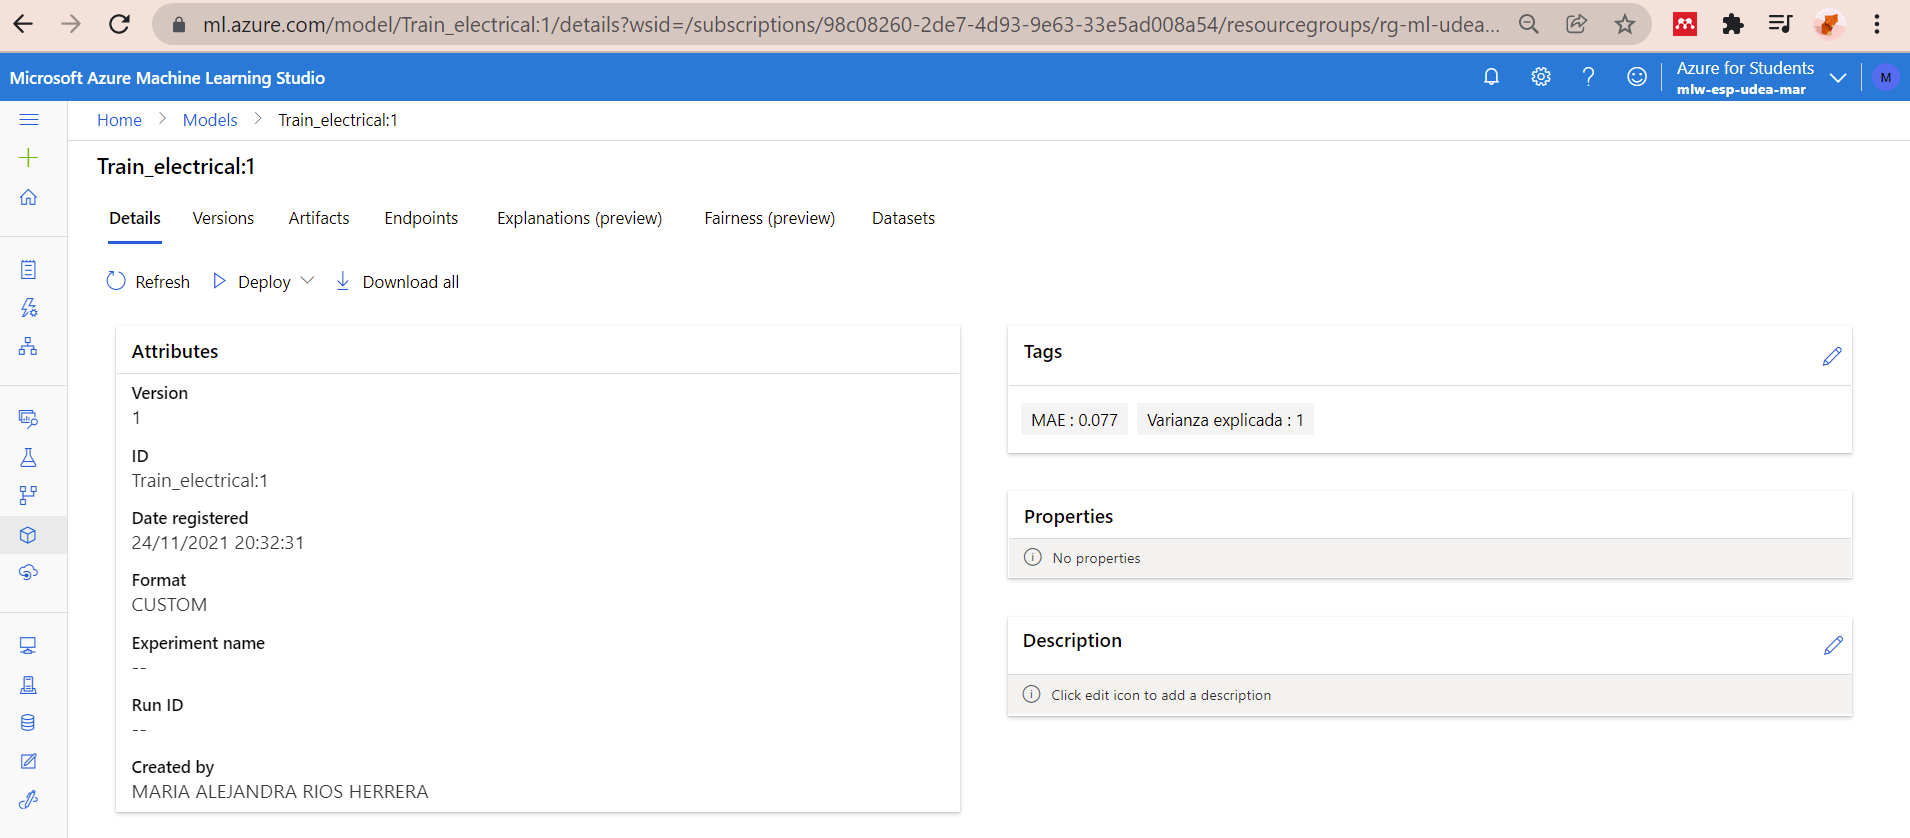 ml.azure.com/model/Train_electrical:1/details?wsid=/subscriptions/98c08260-2de7-4d93-9e63-33e5ad008a54/resourcegroups/rg-ml-udea...
Microsoft Azure Machine Learning Studio
Azure for Students
mlw-esp-udea-mar
M
Home > Models > Train_electrical:1
Train_electrical:1
Details Versions Artifacts Endpoints Explanations (preview) Fairness (preview) Datasets
Refresh Deploy Download all
Attributes
Version
1
ID
Train_electrical:1
Date registered
24/11/2021 20:32:31
Format
CUSTOM
Experiment name
--
Run ID
--
Created by
MARIA ALEJANDRA RIOS HERRERA
Tags
MAE : 0.077 Varianza explicada : 1
Properties
No properties
Description
Click edit icon to add a description